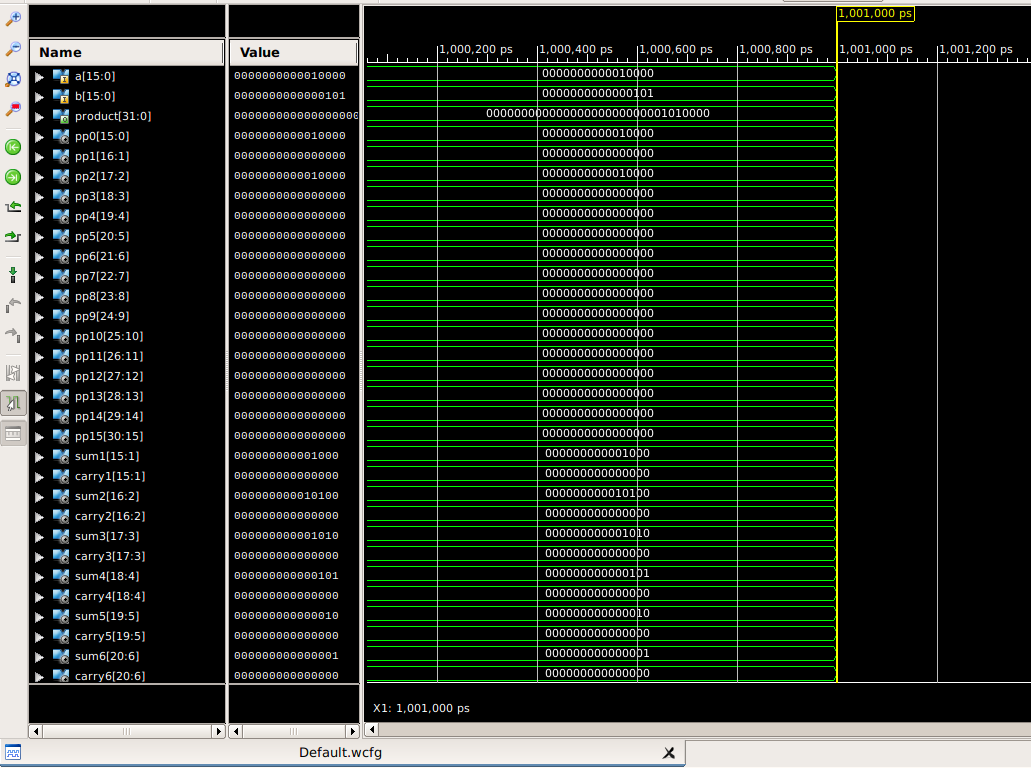 1,001,000 ps
Name Value 1,000,200 ps 1,000,400 ps 1,000,600 ps 1,000,800 ps 1,001,000 ps 1,001,200 ps
a[15:0] 0000000000010000 0000000000010000
b[15:0] 0000000000000101 0000000000000101
product[31:0] 000000000000000000 00000000000000000000000001010000
pp0[15:0] 0000000000010000 0000000000010000
pp1[16:1] 0000000000000000 0000000000000000
pp2[17:2] 0000000000010000 0000000000010000
pp3[18:3] 0000000000000000 0000000000000000
pp4[19:4] 0000000000000000 0000000000000000
pp5[20:5] 0000000000000000 0000000000000000
pp6[21:6] 0000000000000000 0000000000000000
pp7[22:7] 0000000000000000 0000000000000000
pp8[23:8] 0000000000000000 0000000000000000
pp9[24:9] 0000000000000000 0000000000000000
pp10[25:10] 0000000000000000 0000000000000000
pp11[26:11] 0000000000000000 0000000000000000
pp12[27:12] 0000000000000000 0000000000000000
pp13[28:13] 0000000000000000 0000000000000000
pp14[29:14] 0000000000000000 0000000000000000
pp15[30:15] 0000000000000000 0000000000000000
sum1[15:1] 000000000001000 000000000001000
carry1[15:1] 000000000000000 000000000000000
sum2[16:2] 000000000010100 000000000010100
carry2[16:2] 000000000000000 000000000000000
sum3[17:3] 000000000001010 000000000001010
carry3[17:3] 000000000000000 000000000000000
sum4[18:4] 000000000000101 000000000000101
carry4[18:4] 000000000000000 000000000000000
sum5[19:5] 000000000000010 000000000000010
carry5[19:5] 000000000000000 000000000000000
sum6[20:6] 000000000000001 000000000000001
carry6[20:6] 000000000000000 000000000000000
X1: 1,001,000 ps
Default.wcfg